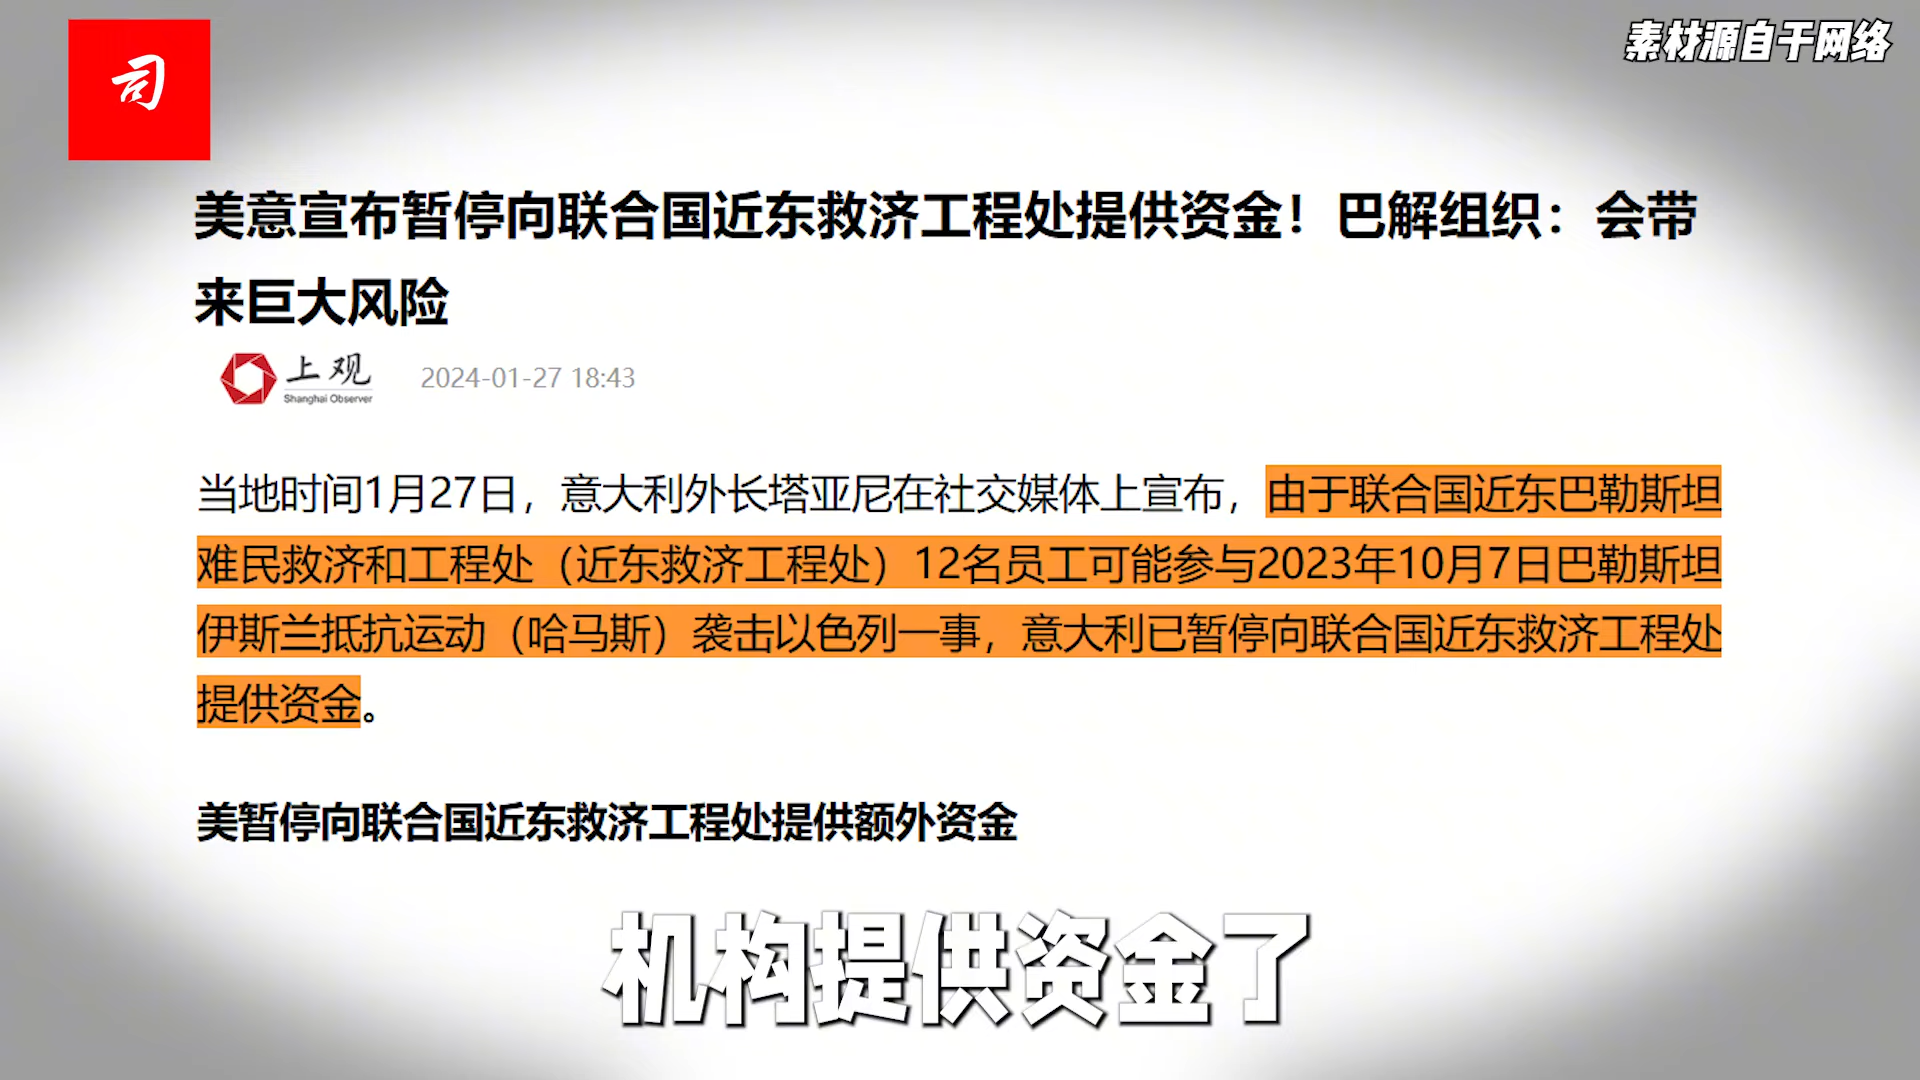 司
素材源自于网络
美意宣布暂停向联合国近东救济工程处提供资金！巴解组织：会带
来巨大风险
上观
Shanghai Observer
2024-01-27 18:43
当地时间1月27日，意大利外长塔亚尼在社交媒体上宣布，由于联合国近东巴勒斯坦
难民救济和工程处（近东救济工程处）12名员工可能参与2023年10月7日巴勒斯坦
伊斯兰抵抗运动（哈马斯）袭击以色列一事，意大利已暂停向联合国近东救济工程处
提供资金。
美暂停向联合国近东救济工程处提供额外资金
机构提供资金了